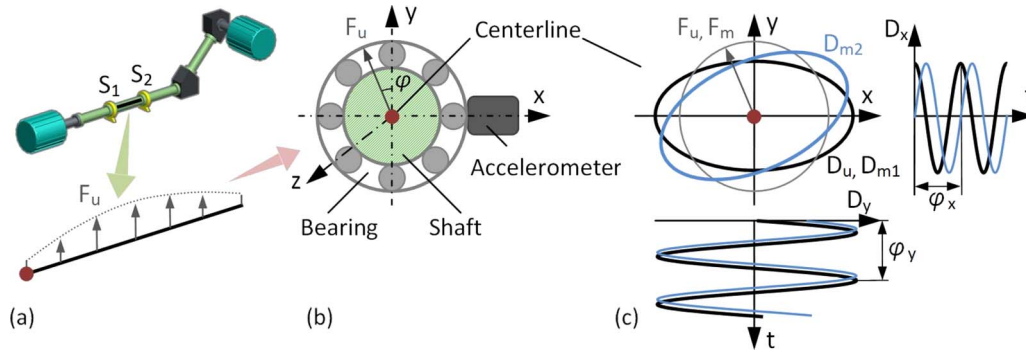 S1
S2
Fu
(a)
Fu
y
φ
x
z
Accelerometer
Bearing
Shaft
(b)
Centerline
Fu, Fm
y
Dm2
x
Du, Dm1
Dx
φx
Dy
φy
t
(c)